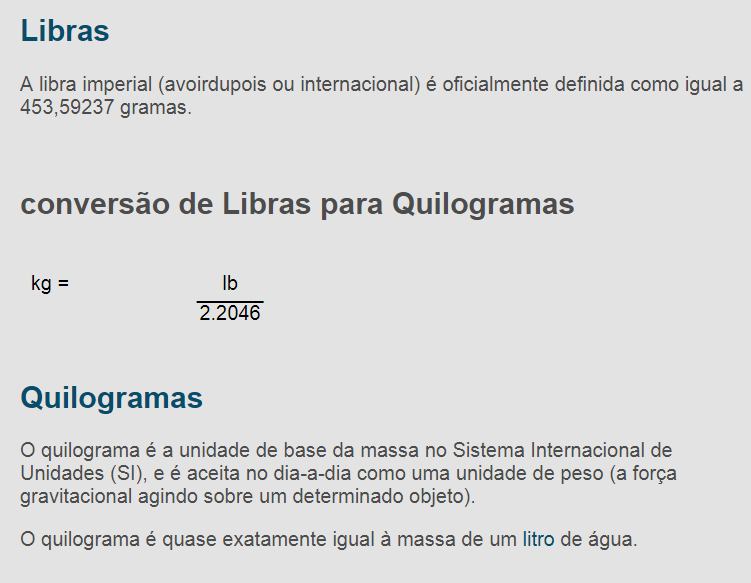 Libras
A libra imperial (avoirdupois ou internacional) é oficialmente definida como igual a
453,59237 gramas.
conversão de Libras para Quilogramas
kg =
lb
2.2046
Quilogramas
O quilograma é a unidade de base da massa no Sistema Internacional de
Unidades (SI), e é aceita no dia-a-dia como uma unidade de peso (a força
gravitacional agindo sobre um determinado objeto).
O quilograma é quase exatamente igual à massa de um litro de água.